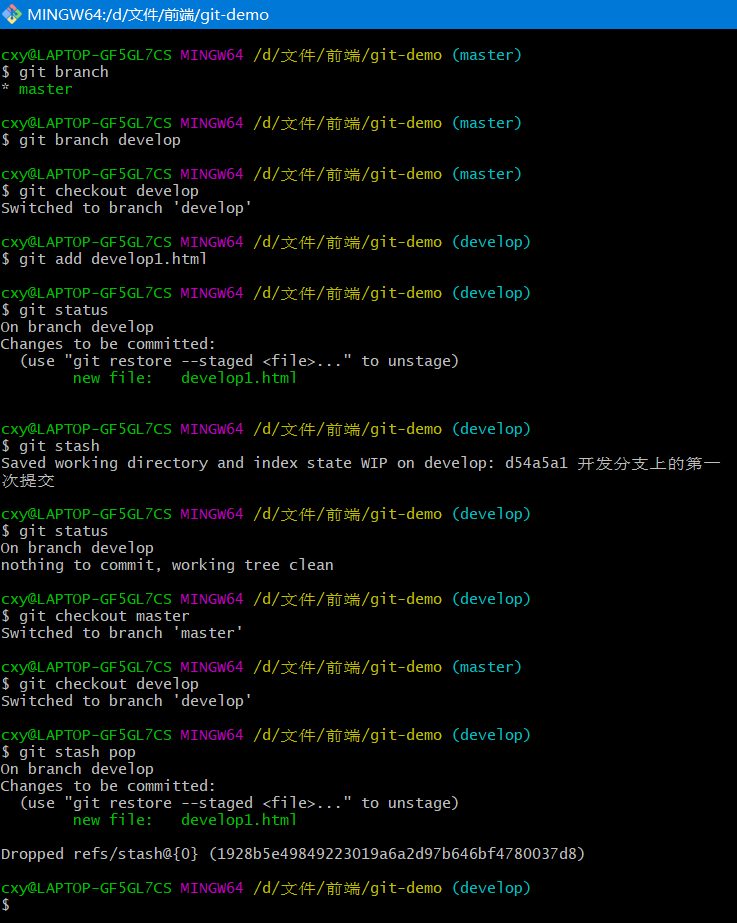 MINGW64:/d/文件/前端/git-demo
cxy@LAPTOP-GF5GL7CS MINGW64 /d/文件/前端/git-demo (master)
$ git branch
* master
cxy@LAPTOP-GF5GL7CS MINGW64 /d/文件/前端/git-demo (master)
$ git branch develop
cxy@LAPTOP-GF5GL7CS MINGW64 /d/文件/前端/git-demo (master)
$ git checkout develop
Switched to branch 'develop'
cxy@LAPTOP-GF5GL7CS MINGW64 /d/文件/前端/git-demo (develop)
$ git add develop1.html
cxy@LAPTOP-GF5GL7CS MINGW64 /d/文件/前端/git-demo (develop)
$ git status
On branch develop
Changes to be committed:
  (use "git restore --staged <file>..." to unstage)
        new file:   develop1.html
cxy@LAPTOP-GF5GL7CS MINGW64 /d/文件/前端/git-demo (develop)
$ git stash
Saved working directory and index state WIP on develop: d54a5a1 开发分支上的第一
次提交
cxy@LAPTOP-GF5GL7CS MINGW64 /d/文件/前端/git-demo (develop)
$ git status
On branch develop
nothing to commit, working tree clean
cxy@LAPTOP-GF5GL7CS MINGW64 /d/文件/前端/git-demo (develop)
$ git checkout master
Switched to branch 'master'
cxy@LAPTOP-GF5GL7CS MINGW64 /d/文件/前端/git-demo (master)
$ git checkout develop
Switched to branch 'develop'
cxy@LAPTOP-GF5GL7CS MINGW64 /d/文件/前端/git-demo (develop)
$ git stash pop
On branch develop
Changes to be committed:
  (use "git restore --staged <file>..." to unstage)
        new file:   develop1.html
Dropped refs/stash@{0} (1928b5e49849223019a6a2d97b646bf4780037d8)
cxy@LAPTOP-GF5GL7CS MINGW64 /d/文件/前端/git-demo (develop)
$